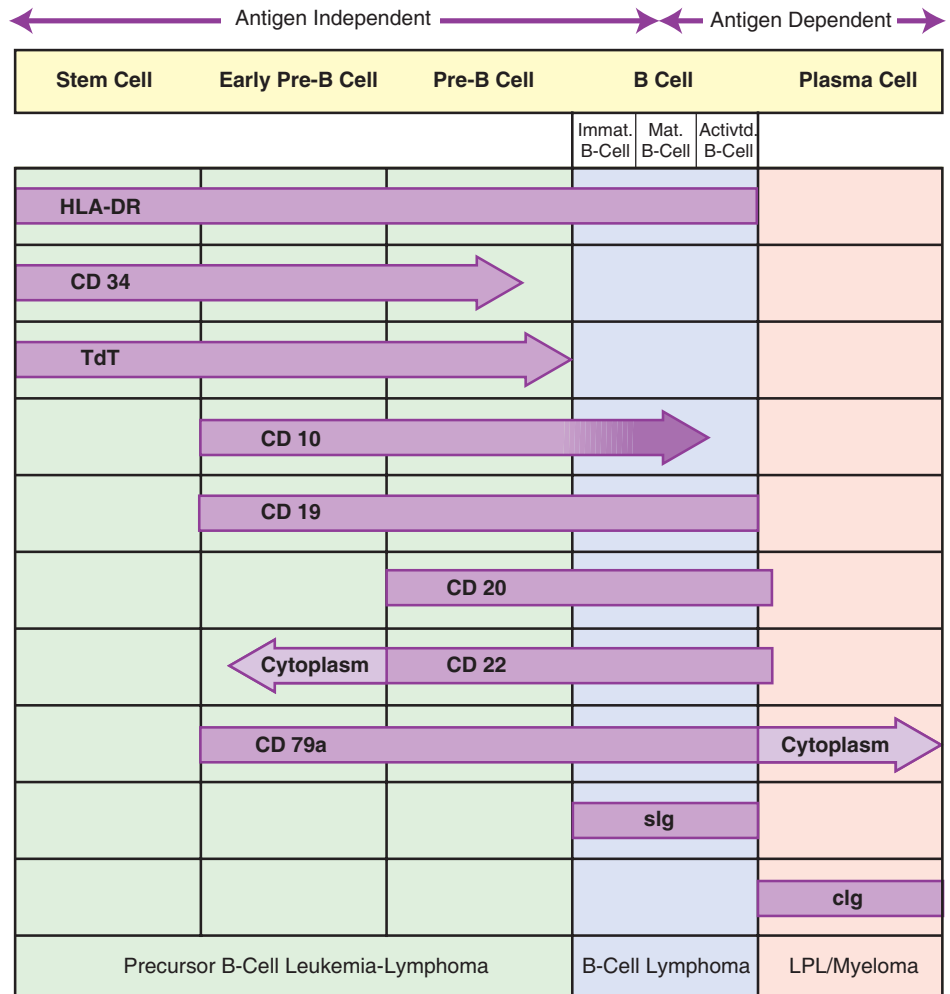 Antigen Independent Antigen Dependent
Stem Cell Early Pre-B Cell Pre-B Cell B Cell Plasma Cell
Immat. Mat. Activtd.
B-Cell B-Cell B-Cell
HLA-DR
CD 34
TdT
CD 10
CD 19
CD 20
Cytoplasm CD 22
CD 79a Cytoplasm
sIg
cIg
Precursor B-Cell Leukemia-Lymphoma B-Cell Lymphoma LPL/Myeloma